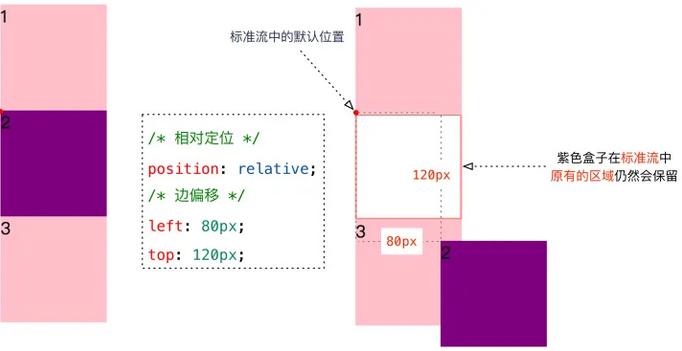 1
2
3
/* 相对定位 */
position: relative;
/* 边偏移 */
left: 80px;
top: 120px;
标准流中的默认位置
1
120px
紫色盒子在标准流中
原有的区域仍然会保留
3
80px
2